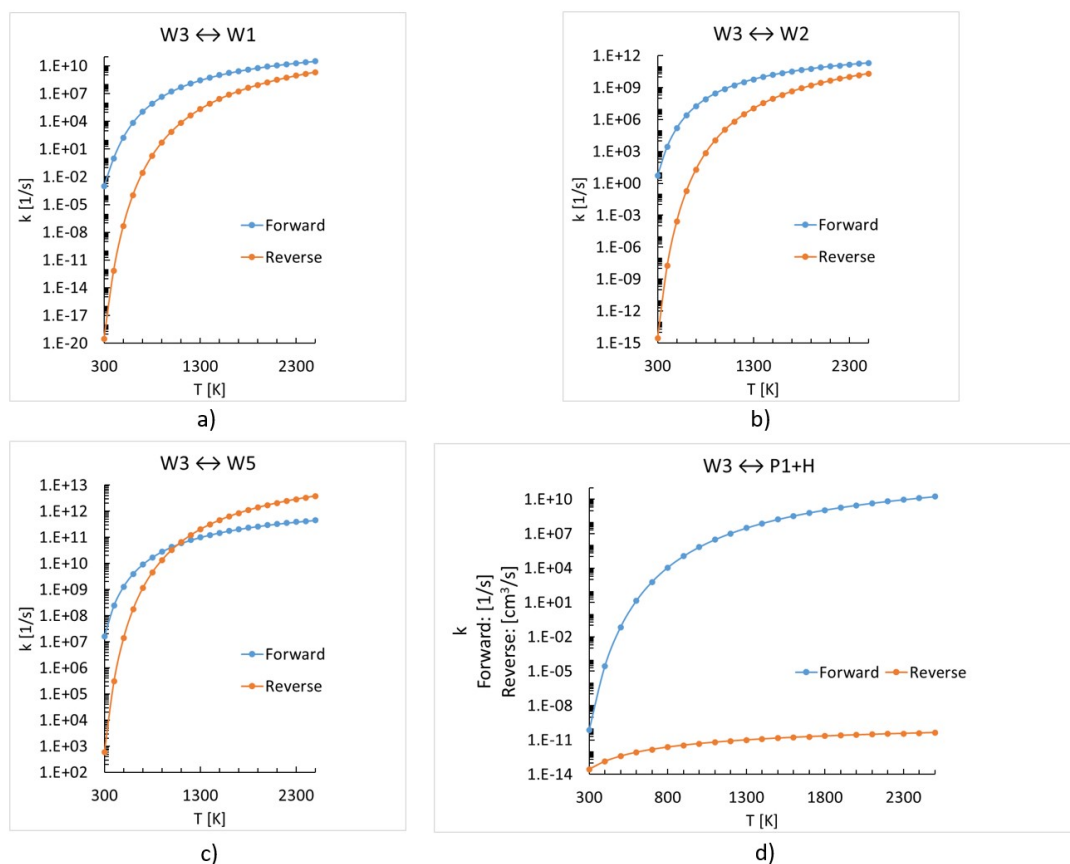 W3 ↔ W1
1.E+10
1.E+07
1.E+04
1.E+01
1.E-02
1.E-05
1.E-08
1.E-11
1.E-14
1.E-17
1.E-20
k [1/s]
Forward
Reverse
300 1300 2300
T [K]
a)
W3 ↔ W2
1.E+12
1.E+09
1.E+06
1.E+03
1.E+00
1.E-03
1.E-06
1.E-09
1.E-12
1.E-15
k [1/s]
Forward
Reverse
300 1300 2300
T [K]
b)
W3 ↔ W5
1.E+13
1.E+12
1.E+11
1.E+10
1.E+09
1.E+08
1.E+07
1.E+06
1.E+05
1.E+04
1.E+03
1.E+02
k [1/s]
Forward
Reverse
300 1300 2300
T [K]
c)
W3 ↔ P1+H
1.E+10
1.E+07
1.E+04
1.E+01
1.E-02
1.E-05
1.E-08
1.E-11
1.E-14
k
Forward: [1/s]
Reverse: [cm³/s]
Forward Reverse
300 800 1300 1800 2300
T [K]
d)